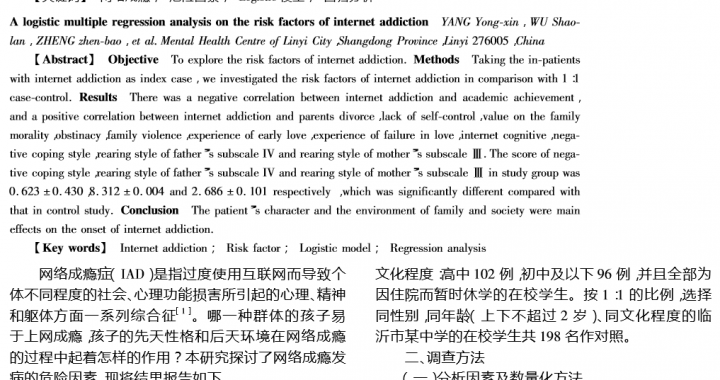 A logistic multiple regression analysis on the risk factors of internet addiction YANG Yong-xin , WU Shao-
lan , ZHENG zhen-bao , et al. Mental Health Centre of Linyi City ,Shangdong Province ,Linyi 276005 ,China
【Abstract】 Objective To explore the risk factors of internet addiction. Methods Taking the in-patients
with internet addiction as index case , we investigated the risk factors of internet addiction in comparison with 1 ∶1
case-control. Results There was a negative correlation between internet addiction and academic achievement ,
and a positive correlation between internet addiction and parents divorce ,lack of self-control ,value on the family
morality ,obstinacy ,family violence ,experience of early love ,experience of failure in love ,internet cognitive ,nega-
tive coping style ,rearing style of father's subscale IV and rearing style of mother's subscale Ⅲ. The score of nega-
tive coping style ,rearing style of father's subscale IV and rearing style of mother's subscale Ⅲ in study group was
0. 623 ± 0. 430 ,8. 312 ± 0. 004 and 2. 686 ± 0. 101 respectively ,which was significantly different compared with
that in control study. Conclusion The patient's character and the environment of family and society were main
effects on the onset of internet addiction.
【Key words】 Internet addiction ; Risk factor ; Logistic model ; Regression analysis
网络成瘾症( IAD )是指过度使用互联网而导致个
体不同程度的社会、心理功能损害所引起的心理、精神
和躯体方面一系列综合征[1]。哪一种群体的孩子易
于上网成瘾 ,孩子的先天性格和后天环境在网络成瘾
的过程中起着怎样的作用 ? 本研究探讨了网络成瘾发
病的危险因素 ,现将结果报告如下
文化程度 :高中 102 例 ,初中及以下 96 例 ,并且全部为
因住院而暂时休学的在校学生。按 1 ∶1 的比例 ,选择
同性别 ,同年龄( 上下不超过 2 岁 )、同文化程度的临
沂市某中学的在校学生共 198 名作对照。
二、调查方法
( 一 )分析因素及数量化方法